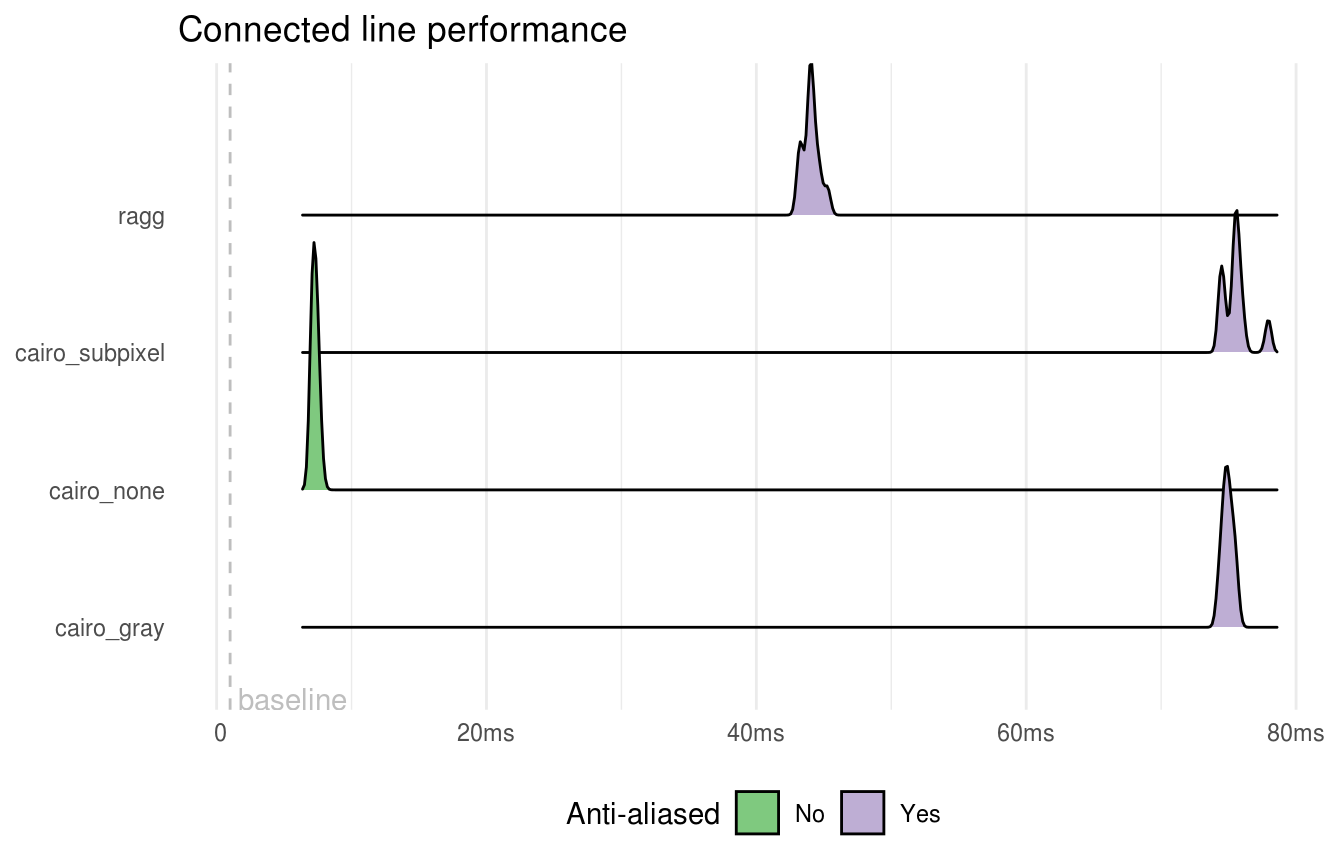 Connected line performance
ragg
cairo_subpixel
cairo_none
cairo_gray
baseline
0 20ms 40ms 60ms 80ms
Anti-aliased No Yes